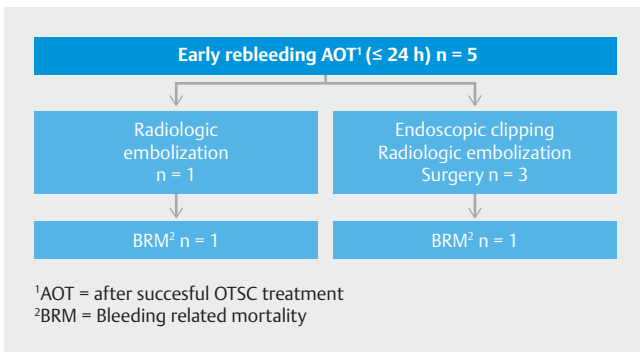 Early rebleeding AOT¹ (≤ 24 h) n = 5
Radiologic
embolization
n = 1
Endoscopic clipping
Radiologic embolization
Surgery n = 3
BRM² n = 1
BRM² n = 1
¹AOT = after succesful OTSC treatment
²BRM = Bleeding related mortality